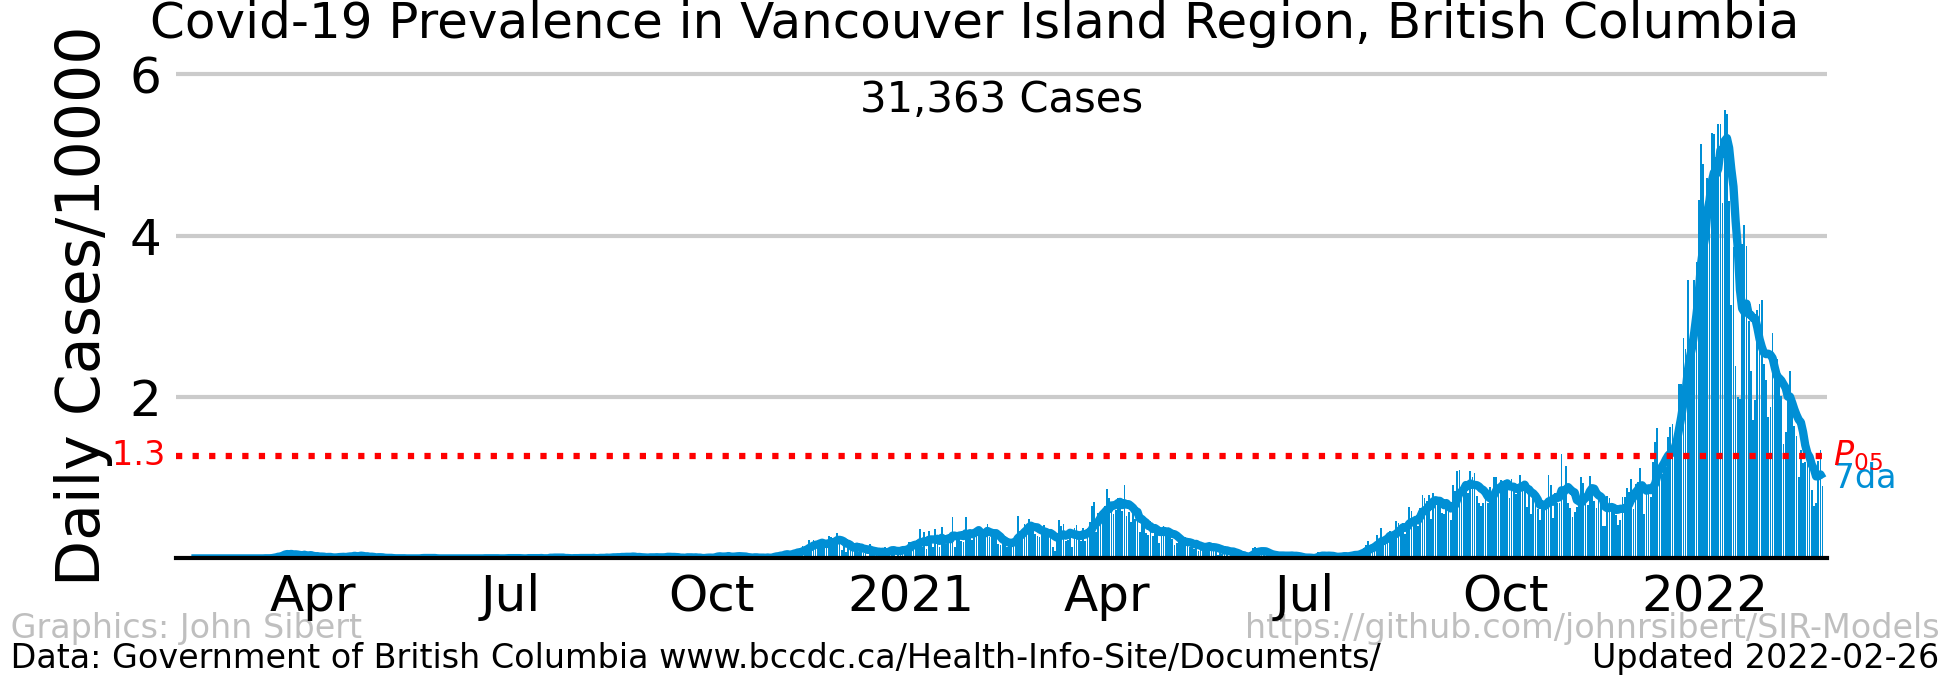 Covid-19 Prevalence in Vancouver Island Region, British Columbia
31,363 Cases
Daily Cases/10000
6
4
2
1.3
P05
7da
Apr Jul Oct 2021 Apr Jul Oct 2022
Graphics: John Sibert https://github.com/johnrsibert/SIR-Models
Data: Government of British Columbia www.bccdc.ca/Health-Info-Site/Documents/ Updated 2022-02-26